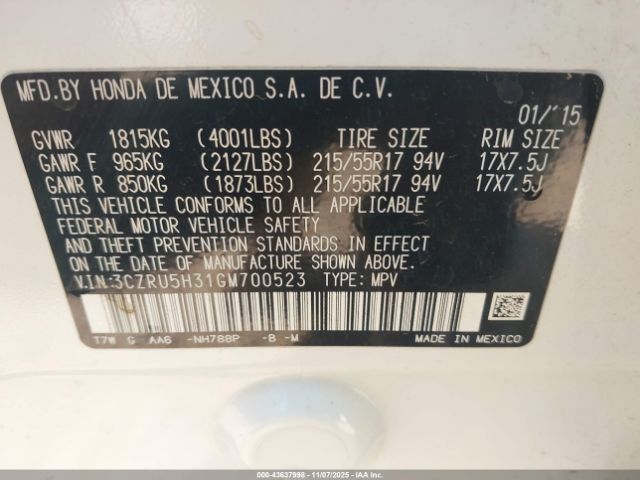 MFD.BY HONDA DE MEXICO S.A. DE C.V.
01/'15
GVWR 1815KG (4001LBS) TIRE SIZE RIM SIZE
GAWR F 965KG (2127LBS) 215/55R17 94V 17X7.5J
GAWR R 850KG (1873LBS) 215/55R17 94V 17X7.5J
THIS VEHICLE CONFORMS TO ALL APPLICABLE
FEDERAL MOTOR VEHICLE SAFETY
AND THEFT PREVENTION STANDARDS IN EFFECT
ON THE DATE OF MANUFACTURE SHOWN ABOVE.
V.I.N:3CZRU5H31GM700523 TYPE: MPV
T7W G AA6 -NH788P -B -M MADE IN MEXICO
000-43637998 - 11/07/2025 - IAAI.CA